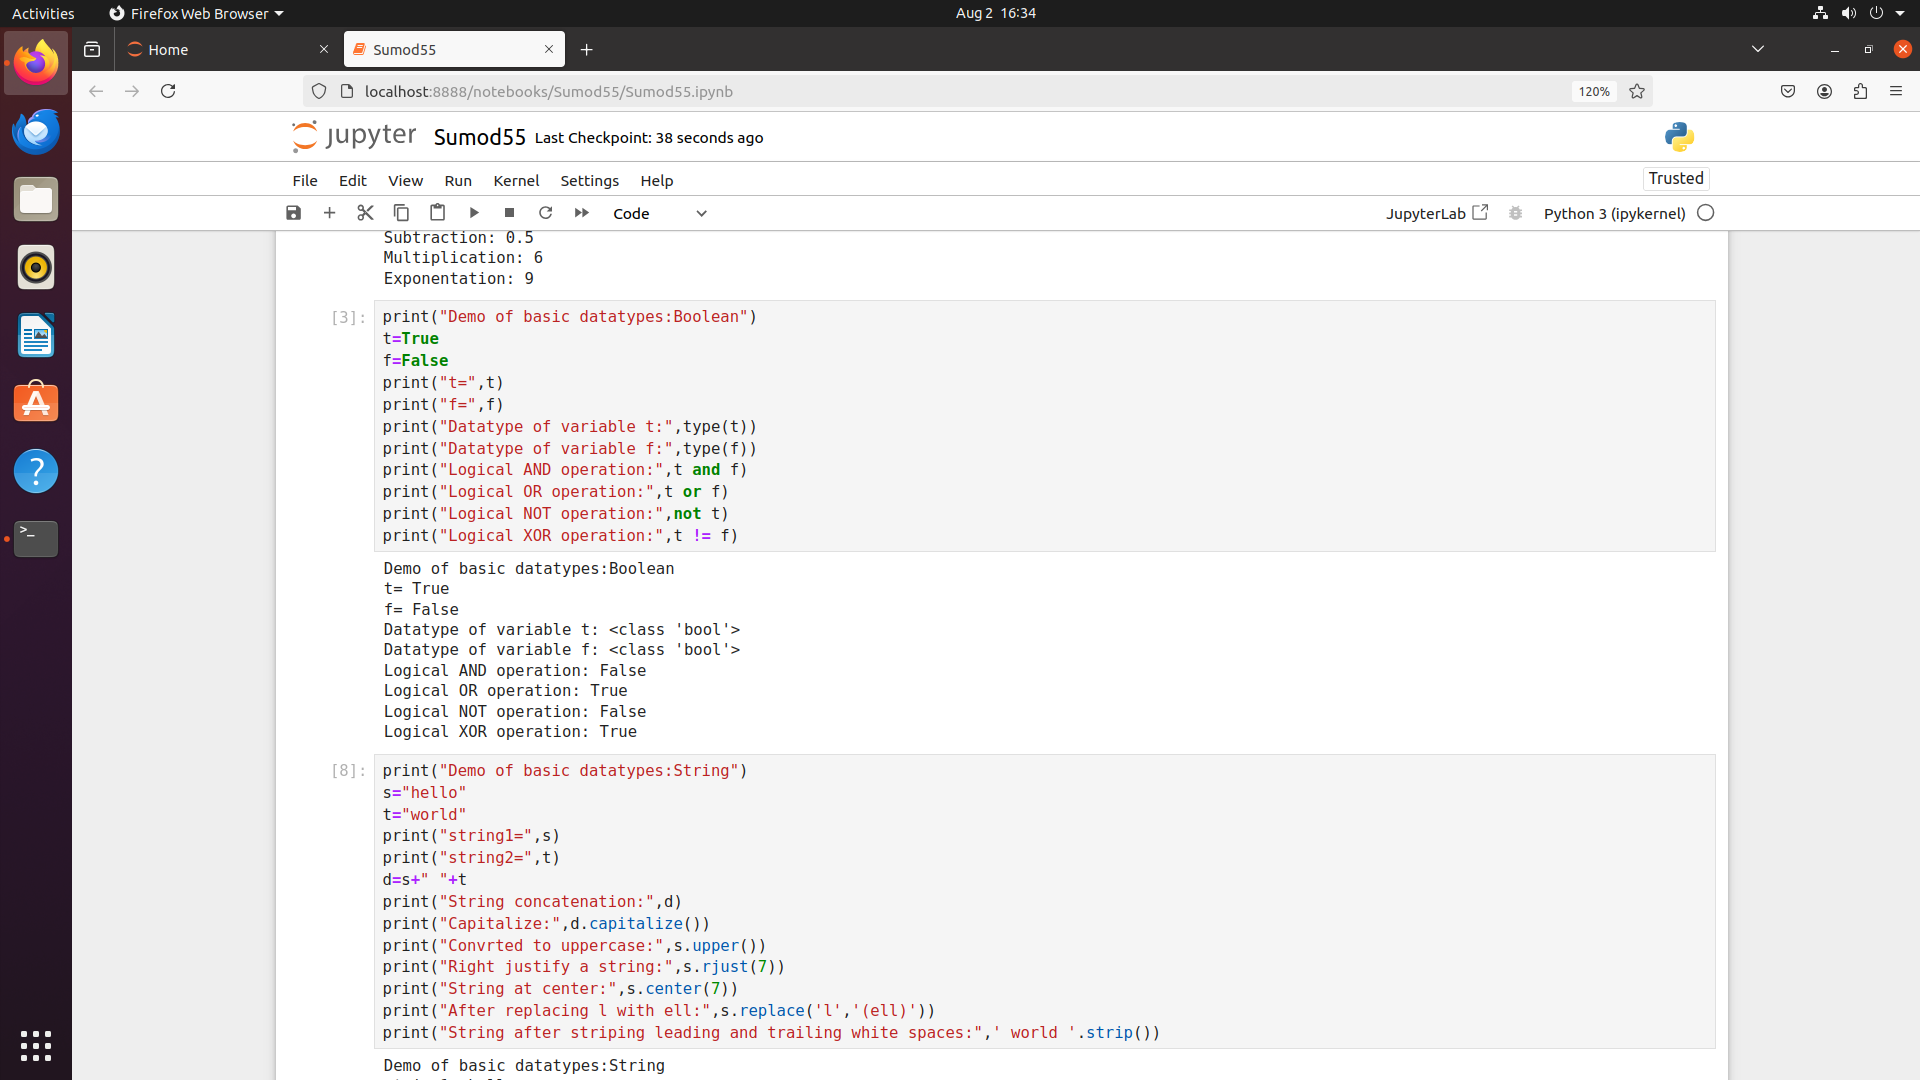 Activities
Firefox Web Browser
Aug 2 16:34
Home
Sumod55
localhost:8888/notebooks/Sumod55/Sumod55.ipynb
120%
jupyter Sumod55 Last Checkpoint: 38 seconds ago
File Edit View Run Kernel Settings Help
Trusted
Code
JupyterLab
Python 3 (ipykernel)
Subtraction: 0.5
Multiplication: 6
Exponentation: 9
[3]:
print("Demo of basic datatypes:Boolean")
t=True
f=False
print("t=",t)
print("f=",f)
print("Datatype of variable t:",type(t))
print("Datatype of variable f:",type(f))
print("Logical AND operation:",t and f)
print("Logical OR operation:",t or f)
print("Logical NOT operation:",not t)
print("Logical XOR operation:",t != f)
Demo of basic datatypes:Boolean
t= True
f= False
Datatype of variable t: <class 'bool'>
Datatype of variable f: <class 'bool'>
Logical AND operation: False
Logical OR operation: True
Logical NOT operation: False
Logical XOR operation: True
[8]:
print("Demo of basic datatypes:String")
s="hello"
t="world"
print("string1=",s)
print("string2=",t)
d=s+" "+t
print("String concatenation:",d)
print("Capitalize:",d.capitalize())
print("Convrted to uppercase:",s.upper())
print("Right justify a string:",s.rjust(7))
print("String at center:",s.center(7))
print("After replacing l with ell:",s.replace('l','(ell)'))
print("String after striping leading and trailing white spaces:",' world '.strip())
Demo of basic datatypes:String